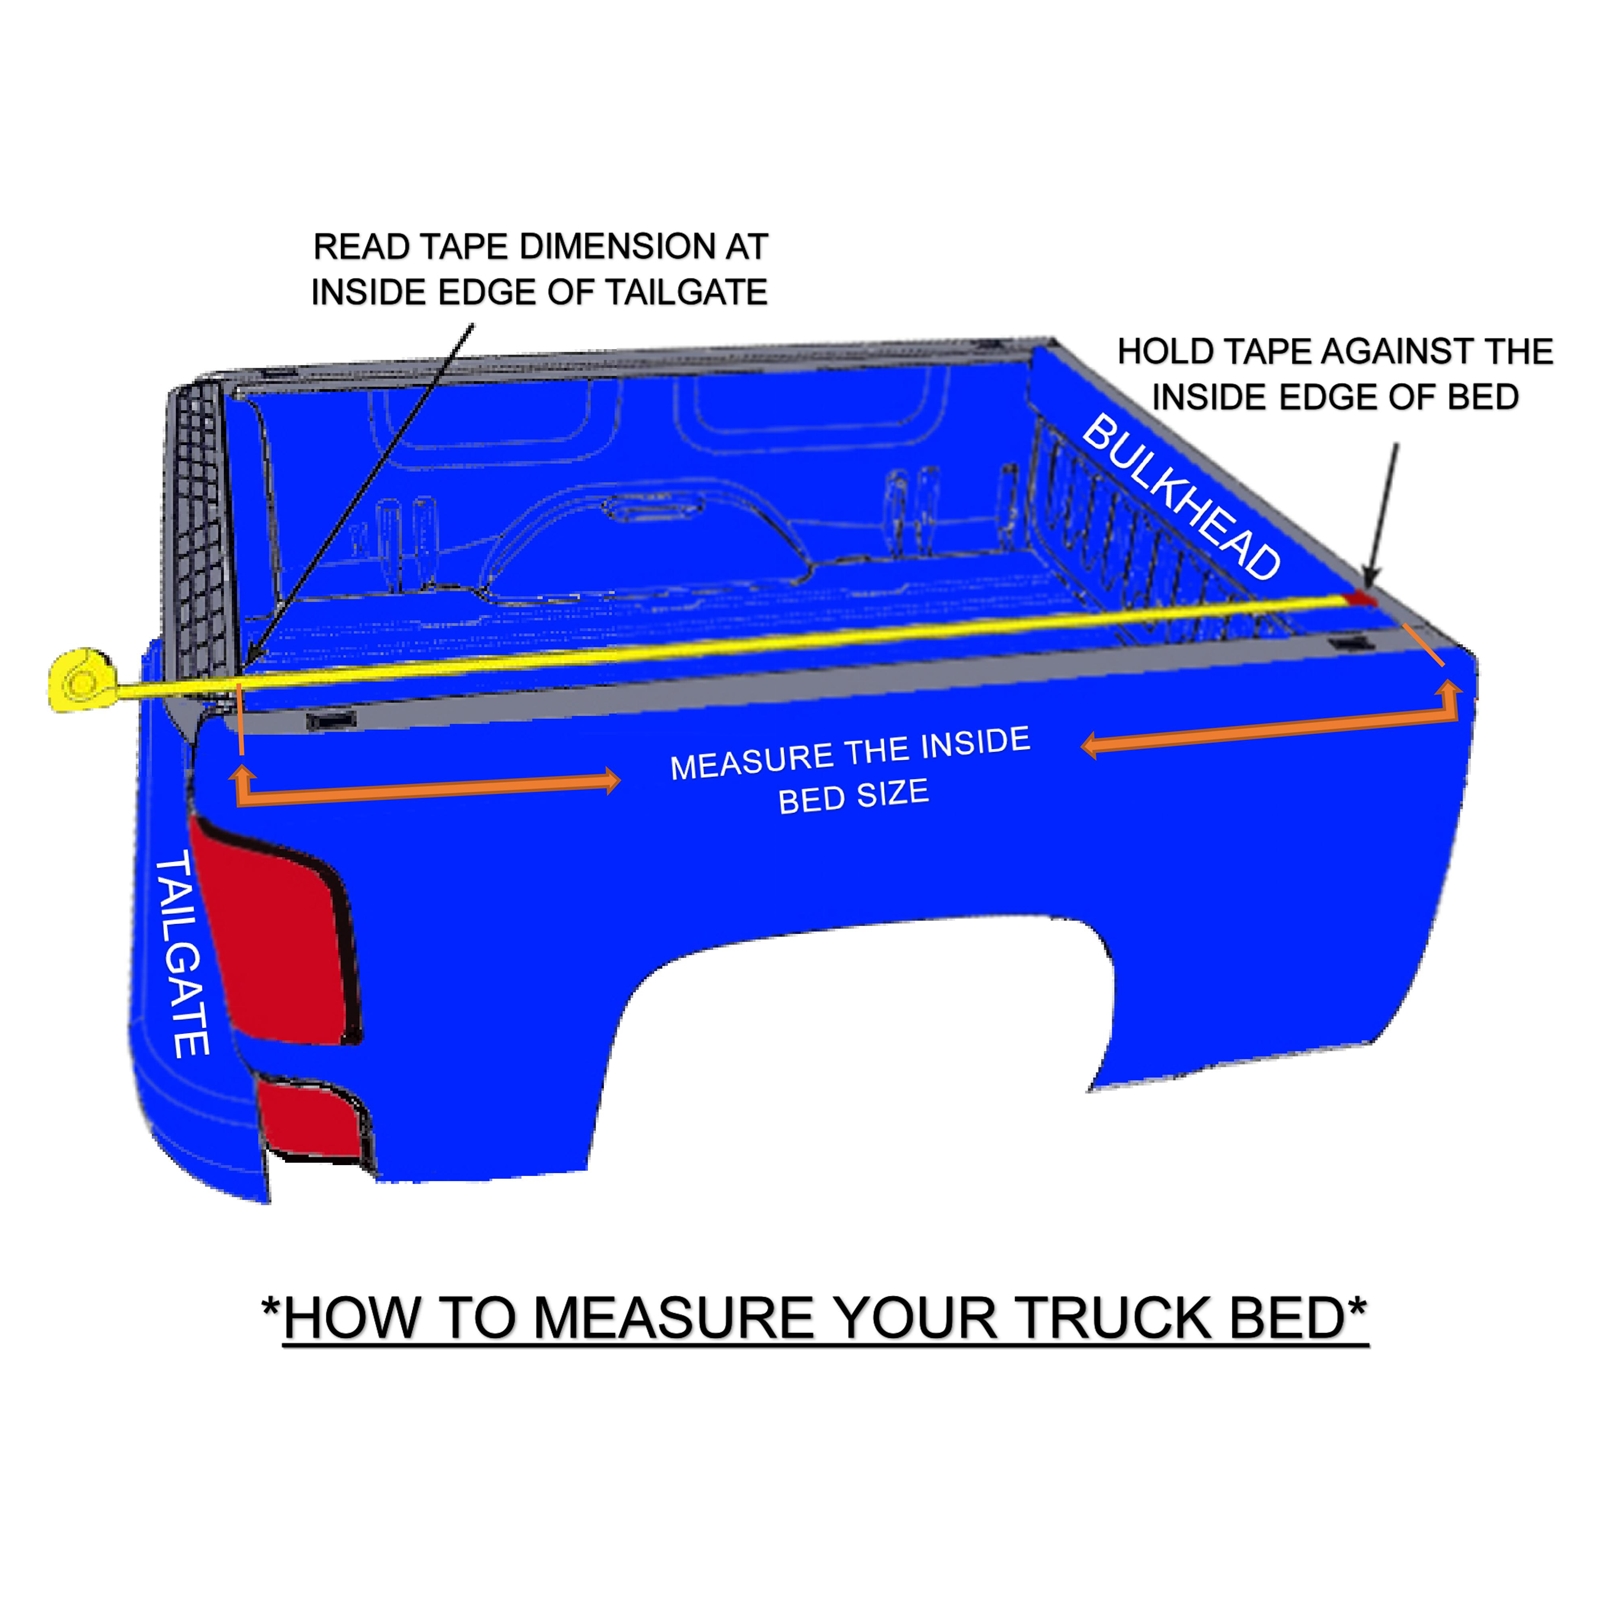 READ TAPE DIMENSION AT
INSIDE EDGE OF TAILGATE
HOLD TAPE AGAINST THE
INSIDE EDGE OF BED
BULKHEAD
MEASURE THE INSIDE
BED SIZE
TAILGATE
*HOW TO MEASURE YOUR TRUCK BED*